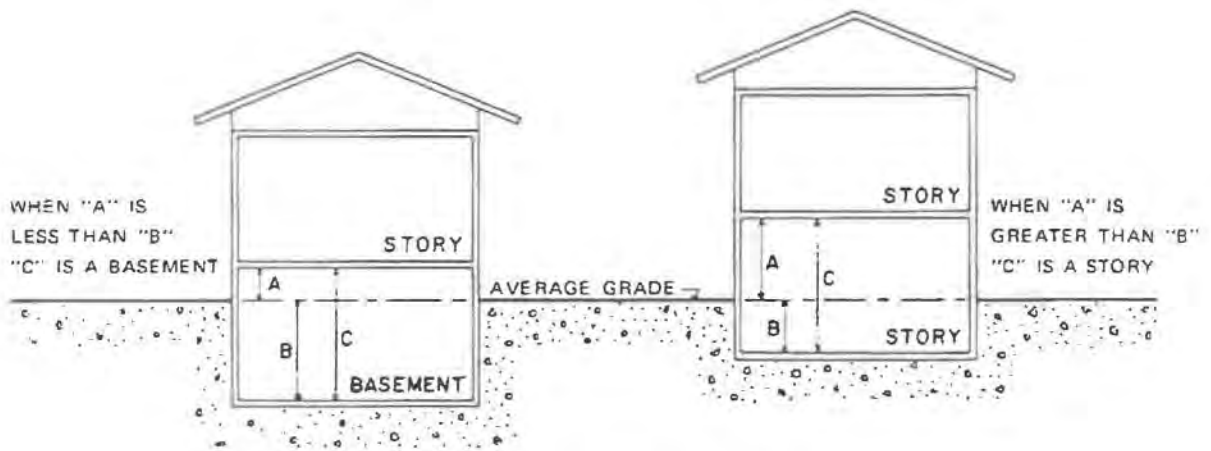 WHEN "A" IS
LESS THAN "B"
"C" IS A BASEMENT
STORY
A
B
C
BASEMENT
AVERAGE GRADE
STORY
A
C
B
STORY
WHEN "A" IS
GREATER THAN "B"
"C" IS A STORY